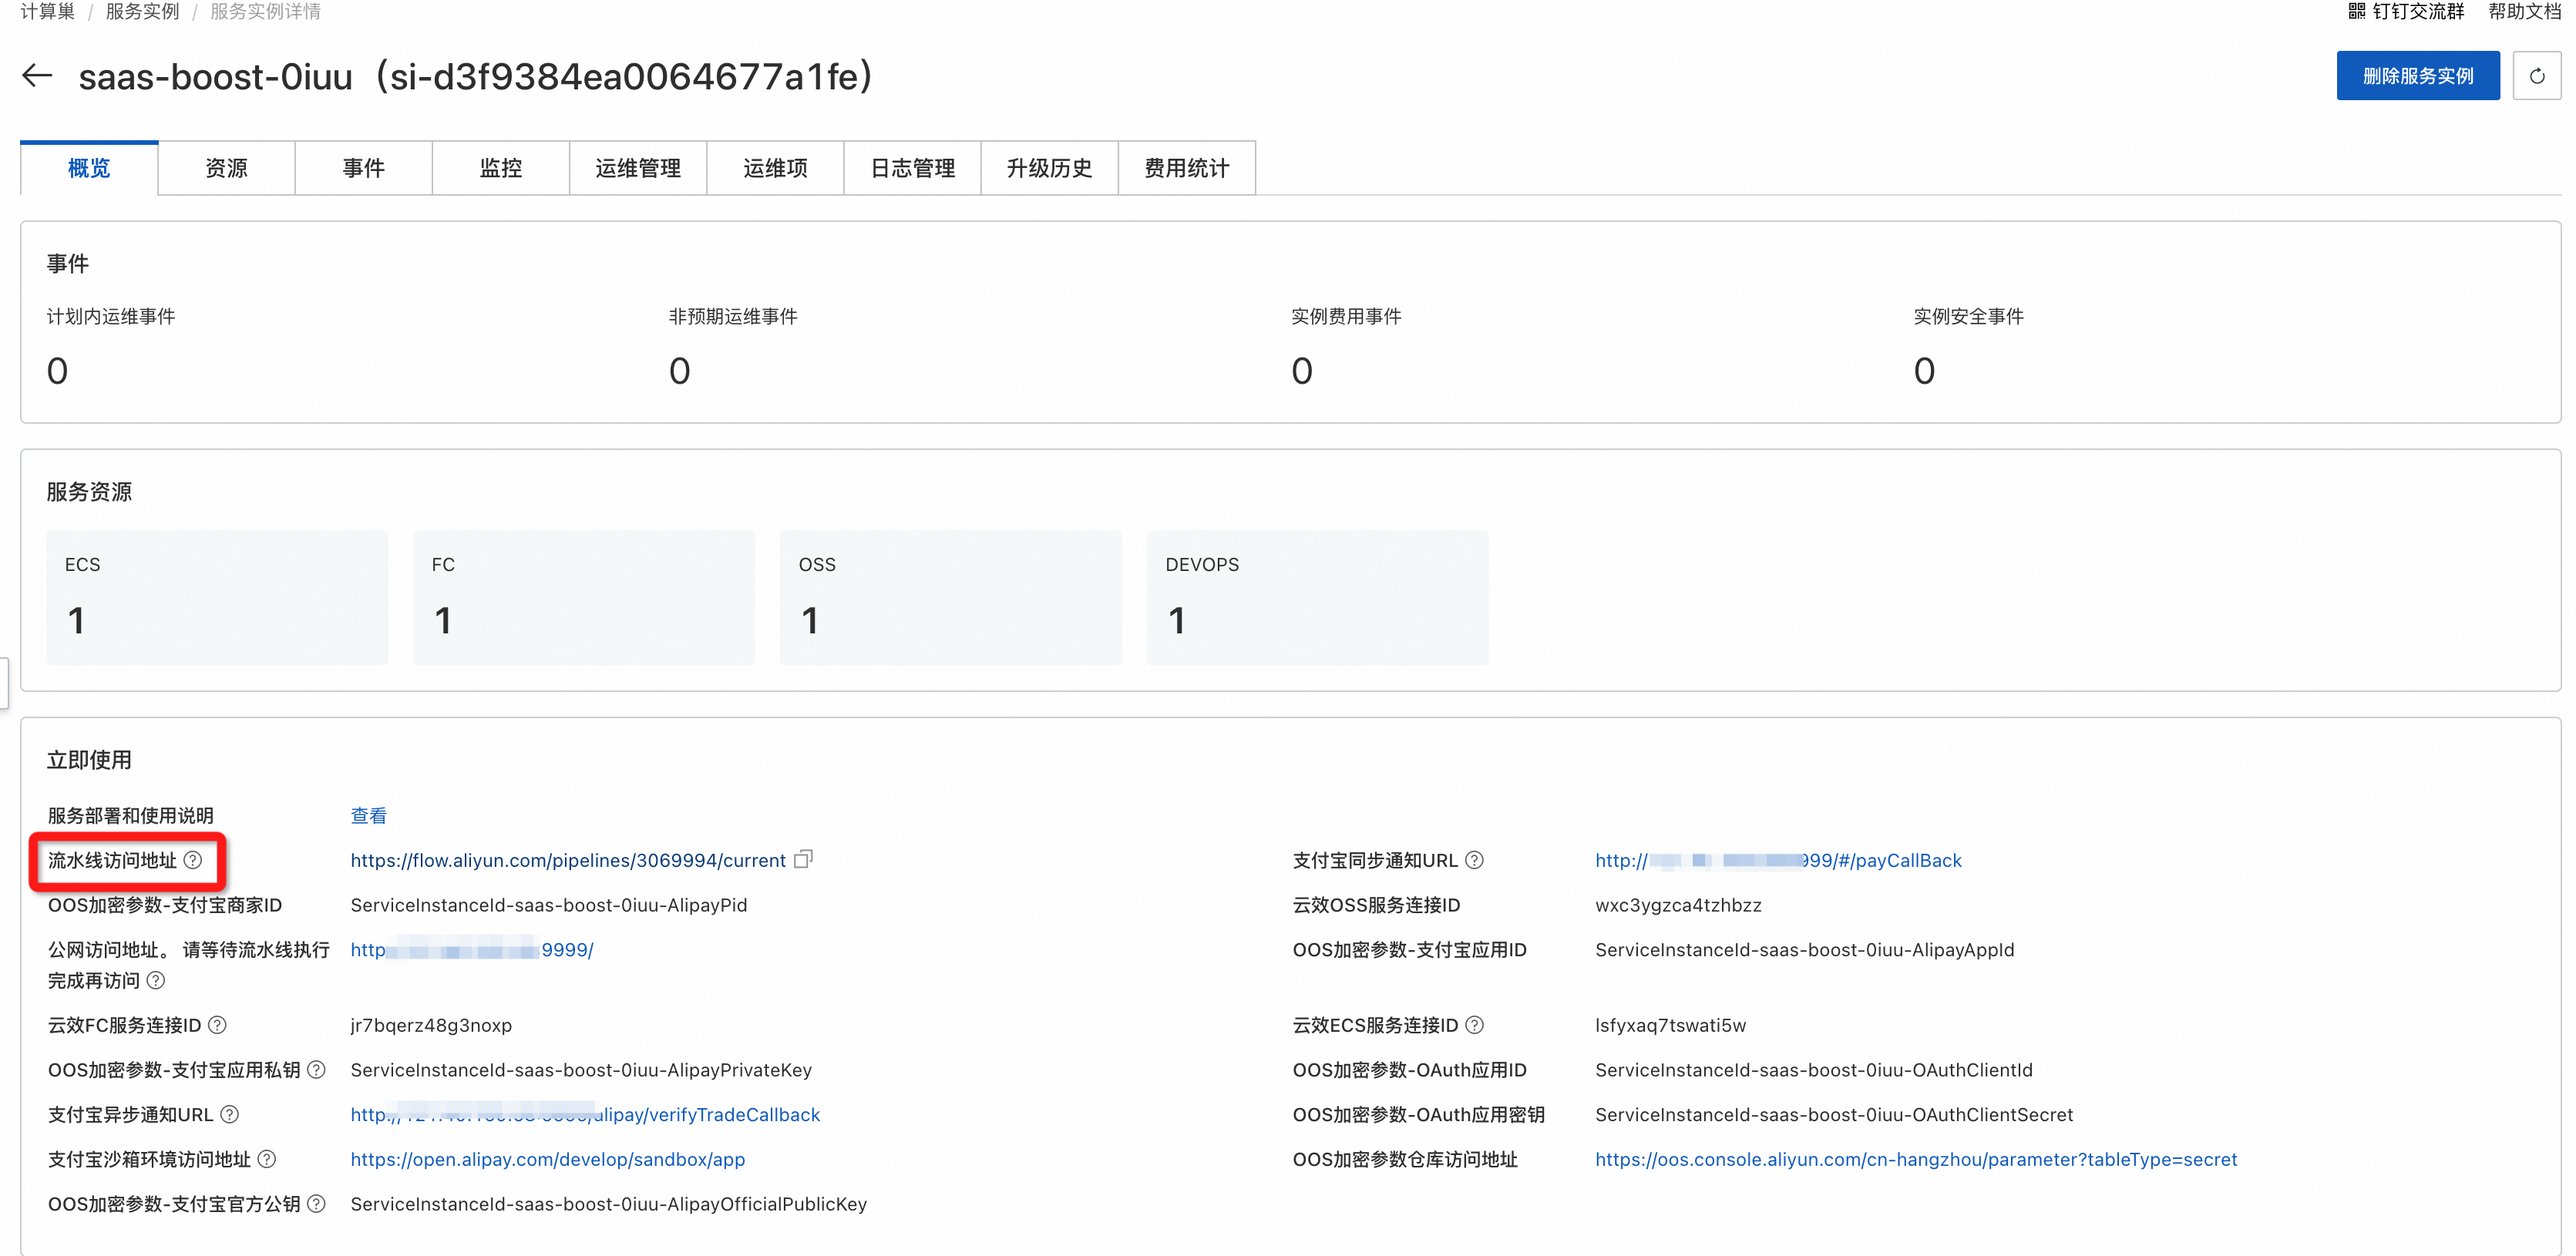 计算巢 / 服务实例 / 服务实例详情
钉钉交流群 帮助文档
saas-boost-0iuu（si-d3f9384ea0064677a1fe）
删除服务实例
概览 资源 事件 监控 运维管理 运维项 日志管理 升级历史 费用统计
事件
计划内运维事件 非预期运维事件 实例费用事件 实例安全事件
0 0 0 0
服务资源
ECS FC OSS DEVOPS
1 1 1 1
立即使用
服务部署和使用说明 查看
流水线访问地址 https://flow.aliyun.com/pipelines/3069994/current 支付宝同步通知URL http:// 999/#/payCallBack
OOS加密参数-支付宝商家ID ServiceInstanceId-saas-boost-0iuu-AlipayPid 云效OSS服务连接ID wxc3ygzca4tzhbzz
公网访问地址。 请等待流水线执行 http 9999/ OOS加密参数-支付宝应用ID ServiceInstanceId-saas-boost-0iuu-AlipayAppId
完成再访问
云效FC服务连接ID jr7bqerz48g3noxp 云效ECS服务连接ID lsfyxaq7tswati5w
OOS加密参数-支付宝应用私钥 ServiceInstanceId-saas-boost-0iuu-AlipayPrivateKey OOS加密参数-OAuth应用ID ServiceInstanceId-saas-boost-0iuu-OAuthClientId
支付宝异步通知URL http:/ alipay/verifyTradeCallback OOS加密参数-OAuth应用密钥 ServiceInstanceId-saas-boost-0iuu-OAuthClientSecret
支付宝沙箱环境访问地址 https://open.alipay.com/develop/sandbox/app OOS加密参数仓库访问地址 https://oos.console.aliyun.com/cn-hangzhou/parameter?tableType=secret
OOS加密参数-支付宝官方公钥 ServiceInstanceId-saas-boost-0iuu-AlipayOfficialPublicKey